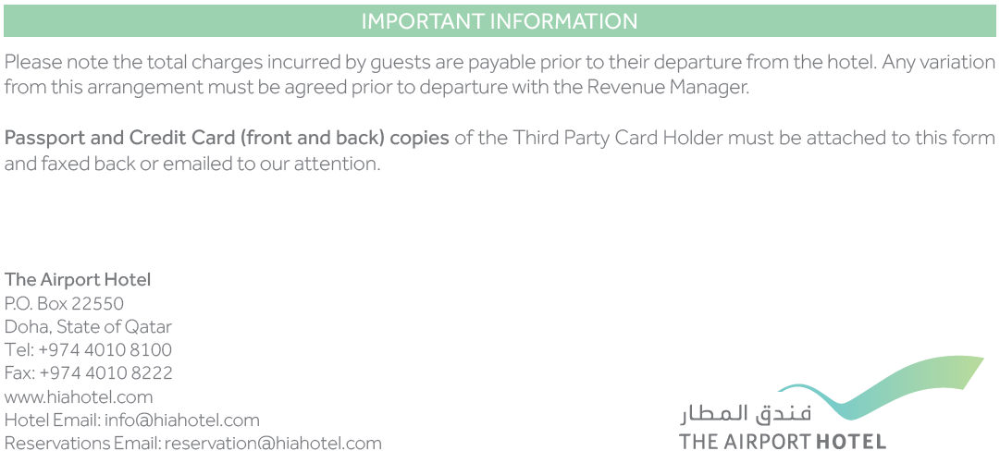 IMPORTANT INFORMATION
Please note the total charges incurred by guests are payable prior to their departure from the hotel. Any variation
from this arrangement must be agreed prior to departure with the Revenue Manager.
Passport and Credit Card (front and back) copies of the Third Party Card Holder must be attached to this form
and faxed back or emailed to our attention.
The Airport Hotel
P.O. Box 22550
Doha, State of Qatar
Tel: +974 4010 8100
Fax: +974 4010 8222
www.hiahotel.com
Hotel Email: info@hiahotel.com
Reservations Email: reservation@hiahotel.com
فندق المطار
THE AIRPORT HOTEL